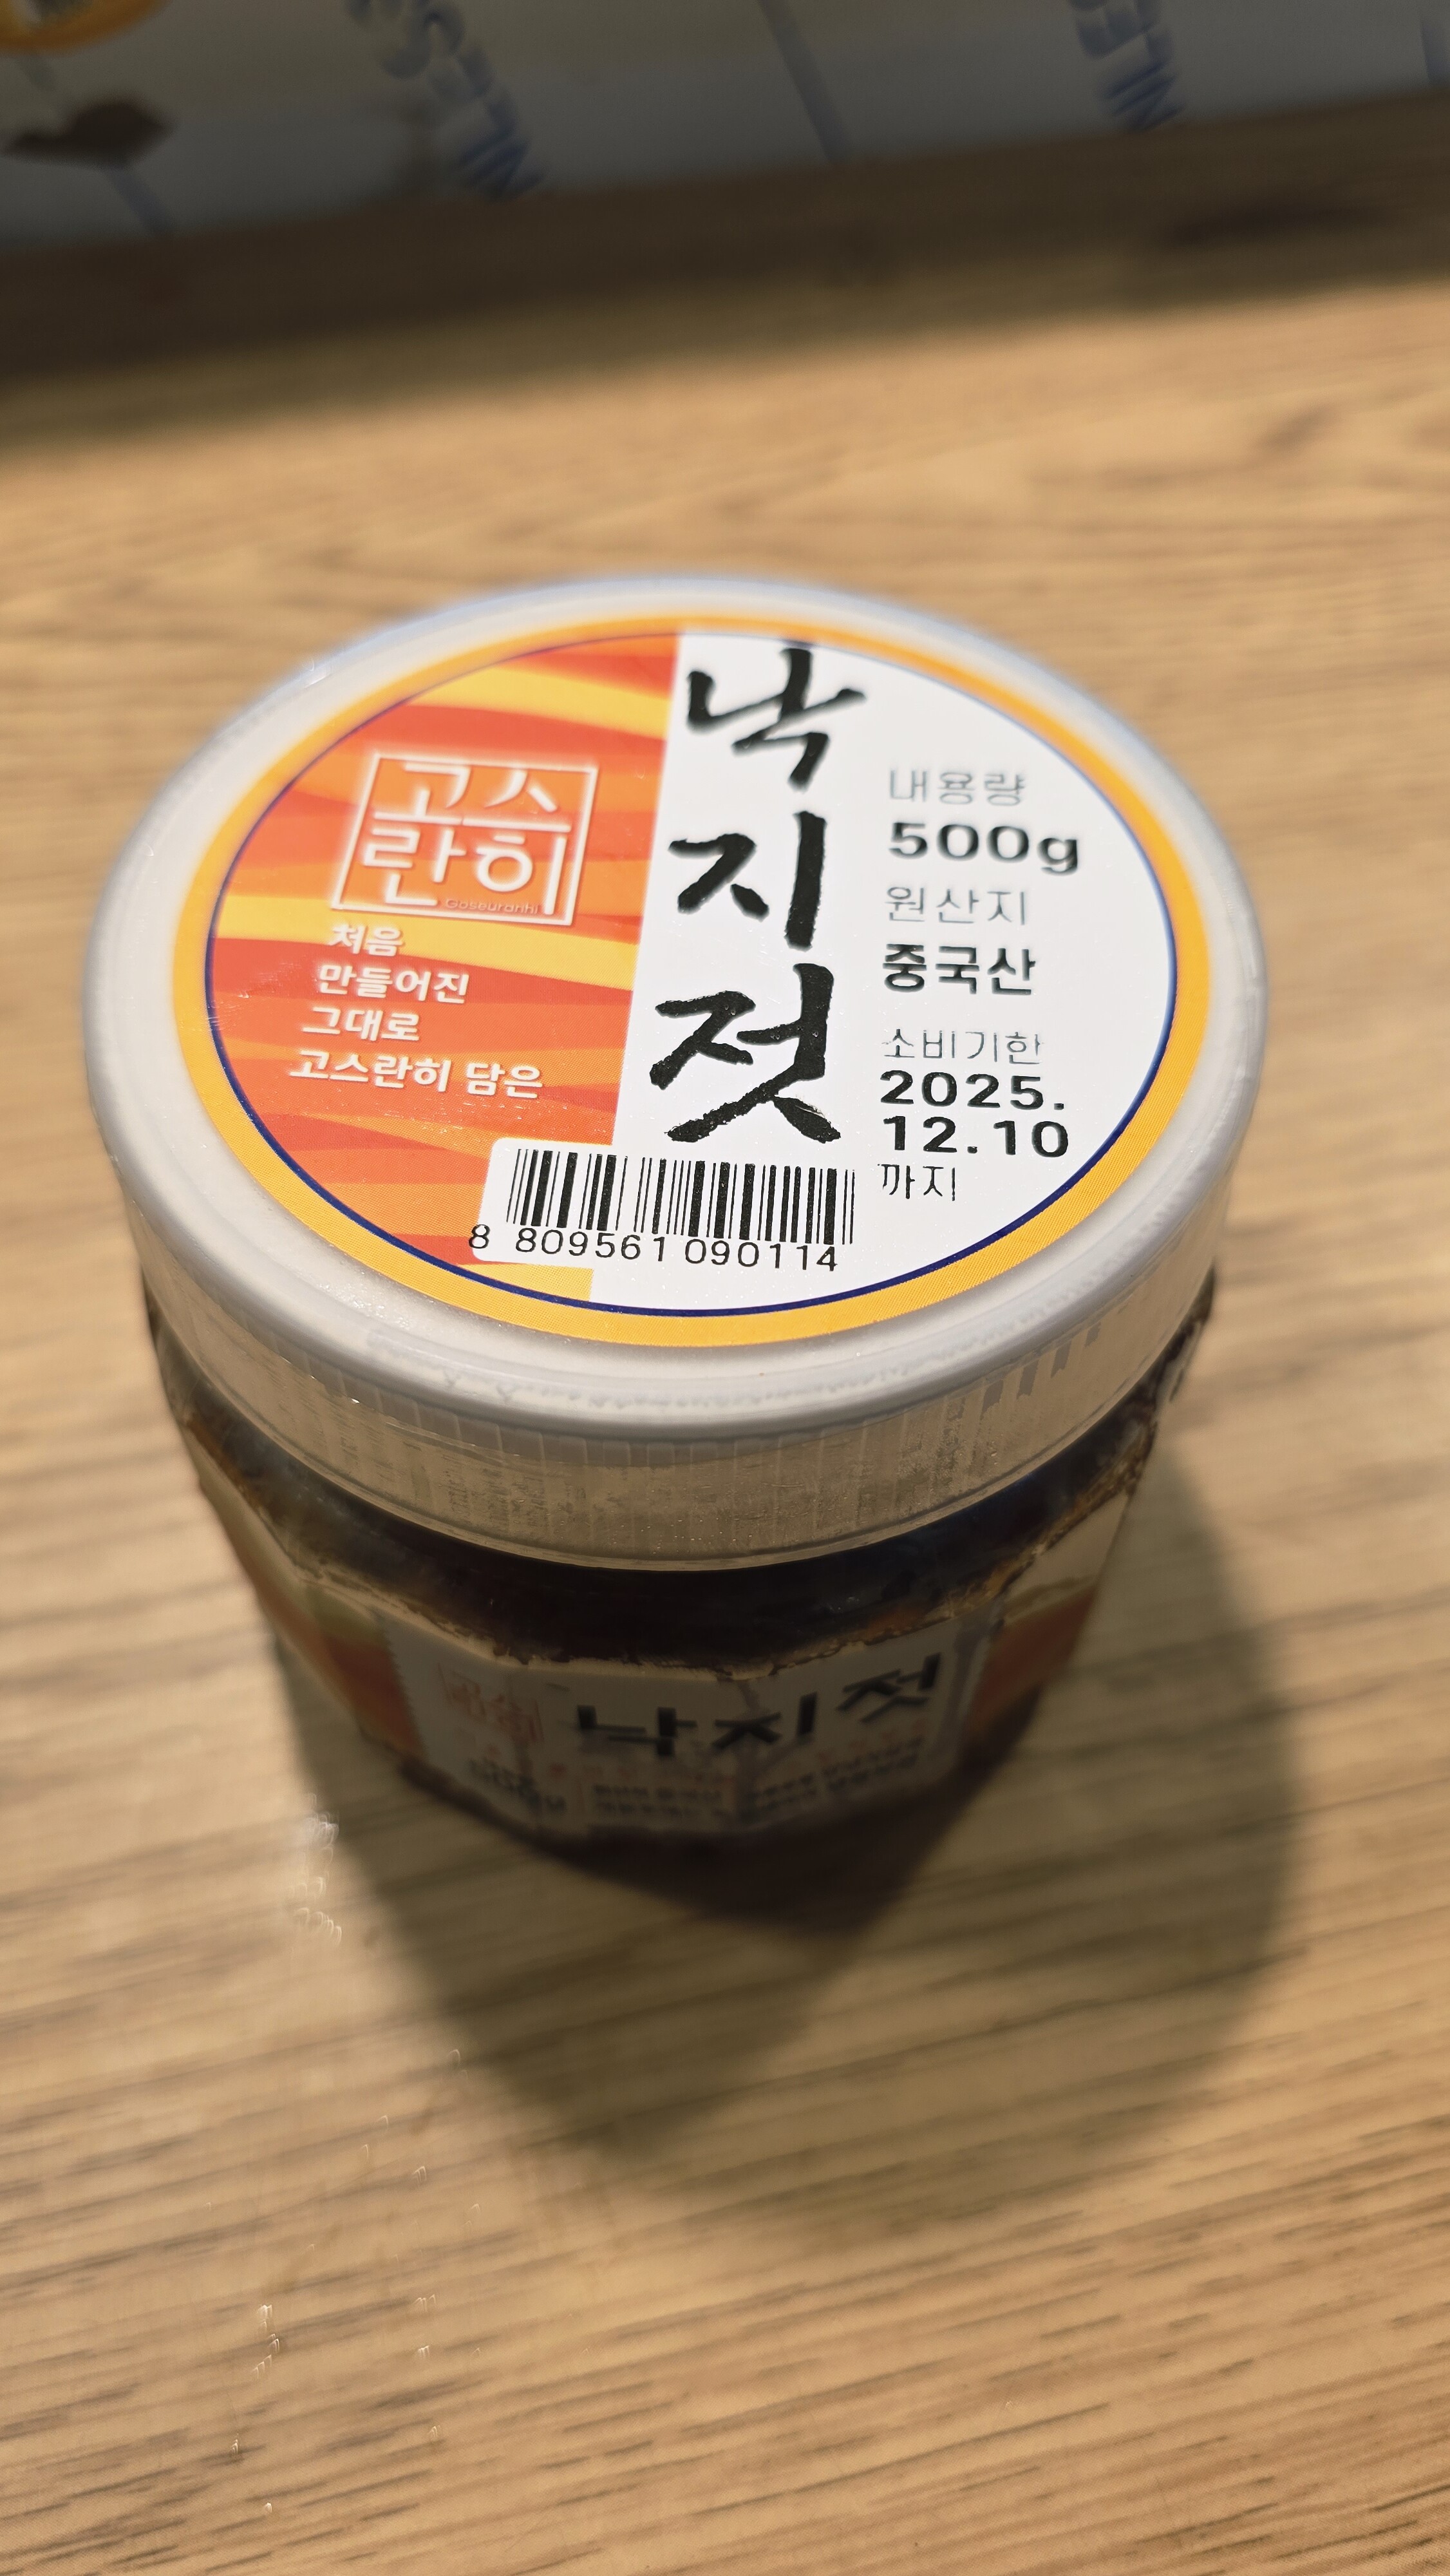 고스
란히
Goseuranhi
처음
만들어진
그대로
고스란히 담은
낙
지
젓
내용량
500g
원산지
중국산
소비기한
2025.
12.10
까지
8 809561 090114
낙지젓